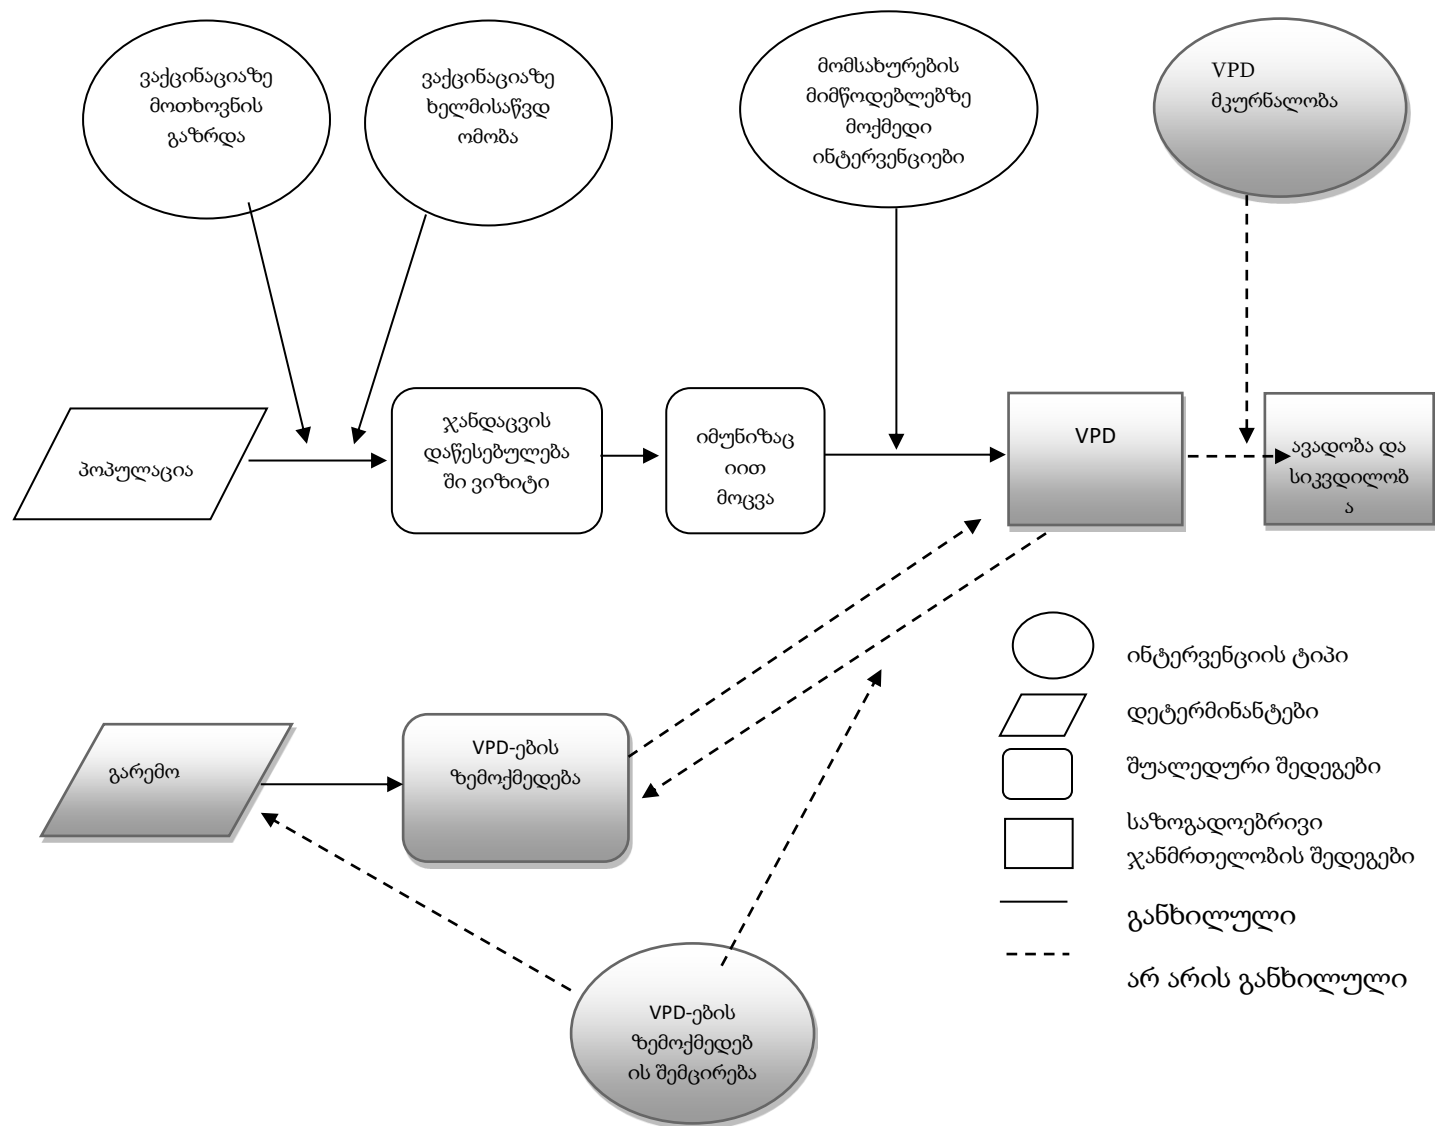 ვაქცინაციაზე
მოთხოვნის
გაზრდა
ვაქცინაციაზე
ხელმისაწვდ
ომობა
მომსახურების
მიმწოდებლებზე
მოქმედი
ინტერვენციები
VPD
მკურნალობა
პოპულაცია
ჯანდაცვის
დაწესებულება
ში ვიზიტი
იმუნიზაც
იით
მოცვა
VPD
ავადობა და
სიკვდილობ
ა
გარემო
VPD-ების
ზემოქმედება
VPD-ების
ზემოქმედებ
ის შემცირება
ინტერვენციის ტიპი
დეტერმინანტები
შუალედური შედეგები
საზოგადოებრივი
ჯანმრთელობის შედეგები
განხილული
არ არის განხილული